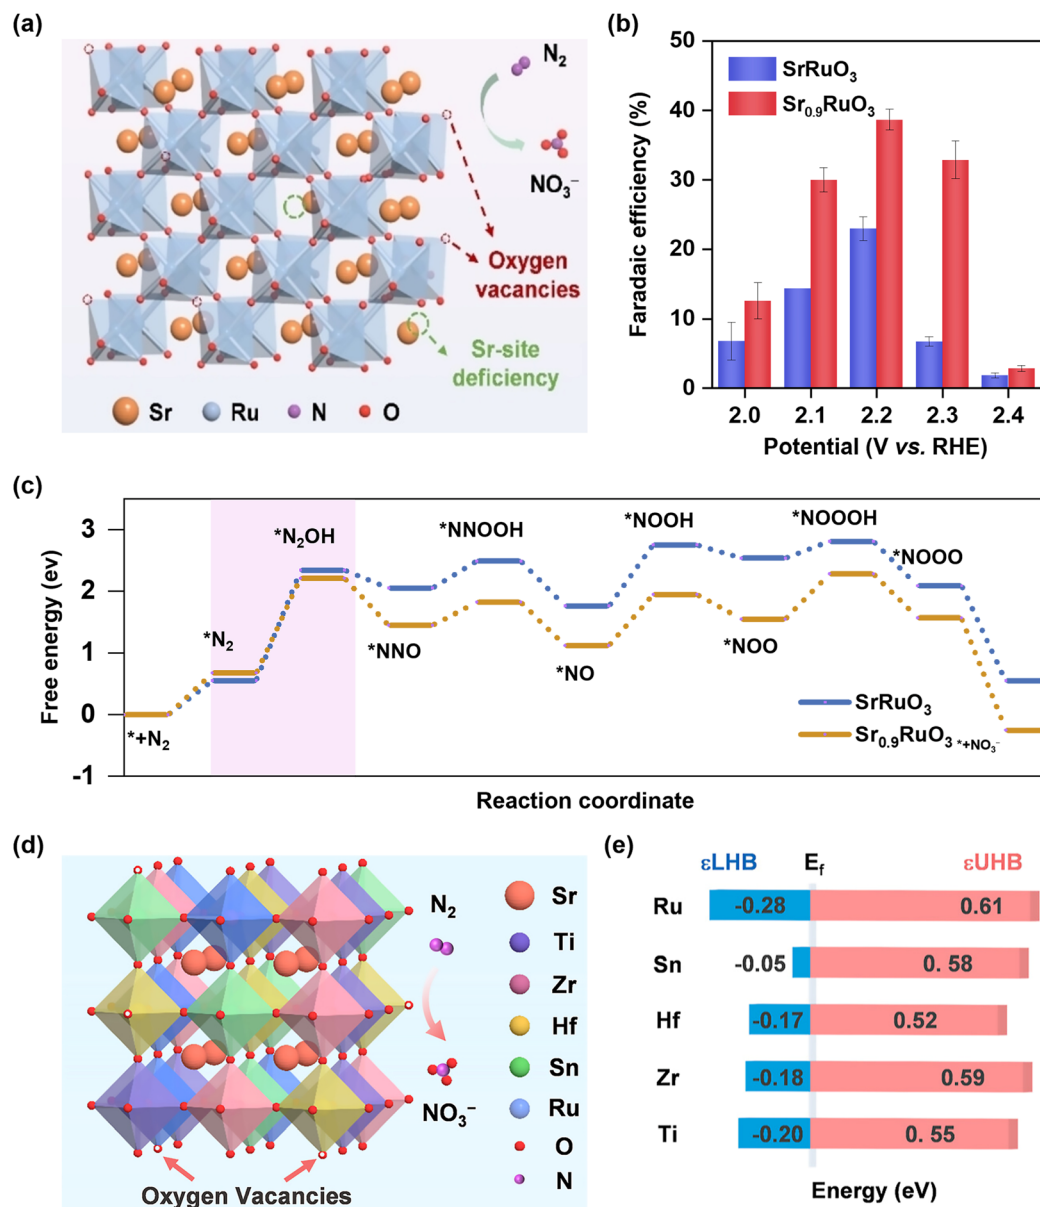 (a)
N₂
NO₃⁻
Oxygen
vacancies
Sr-site
deficiency
Sr
Ru
N
O
(b)
50
40
30
20
10
0
Faradaic efficiency (%)
SrRuO₃
Sr₀.₉RuO₃
2.0
2.1
2.2
2.3
2.4
Potential (V vs. RHE)
(c)
3
2
1
0
-1
Free energy (ev)
*+N₂
*N₂
*N₂OH
*NNO
*NNOOH
*NO
*NOOH
*NOO
*NOOOH
*NOOO
SrRuO₃
Sr₀.₉RuO₃
*+NO₃⁻
Reaction coordinate
(d)
N₂
NO₃⁻
Sr
Ti
Zr
Hf
Sn
Ru
O
N
Oxygen Vacancies
(e)
εLHB
E_f
εUHB
Ru
-0.28
0.61
Sn
-0.05
0. 58
Hf
-0.17
0.52
Zr
-0.18
0.59
Ti
-0.20
0. 55
Energy (eV)